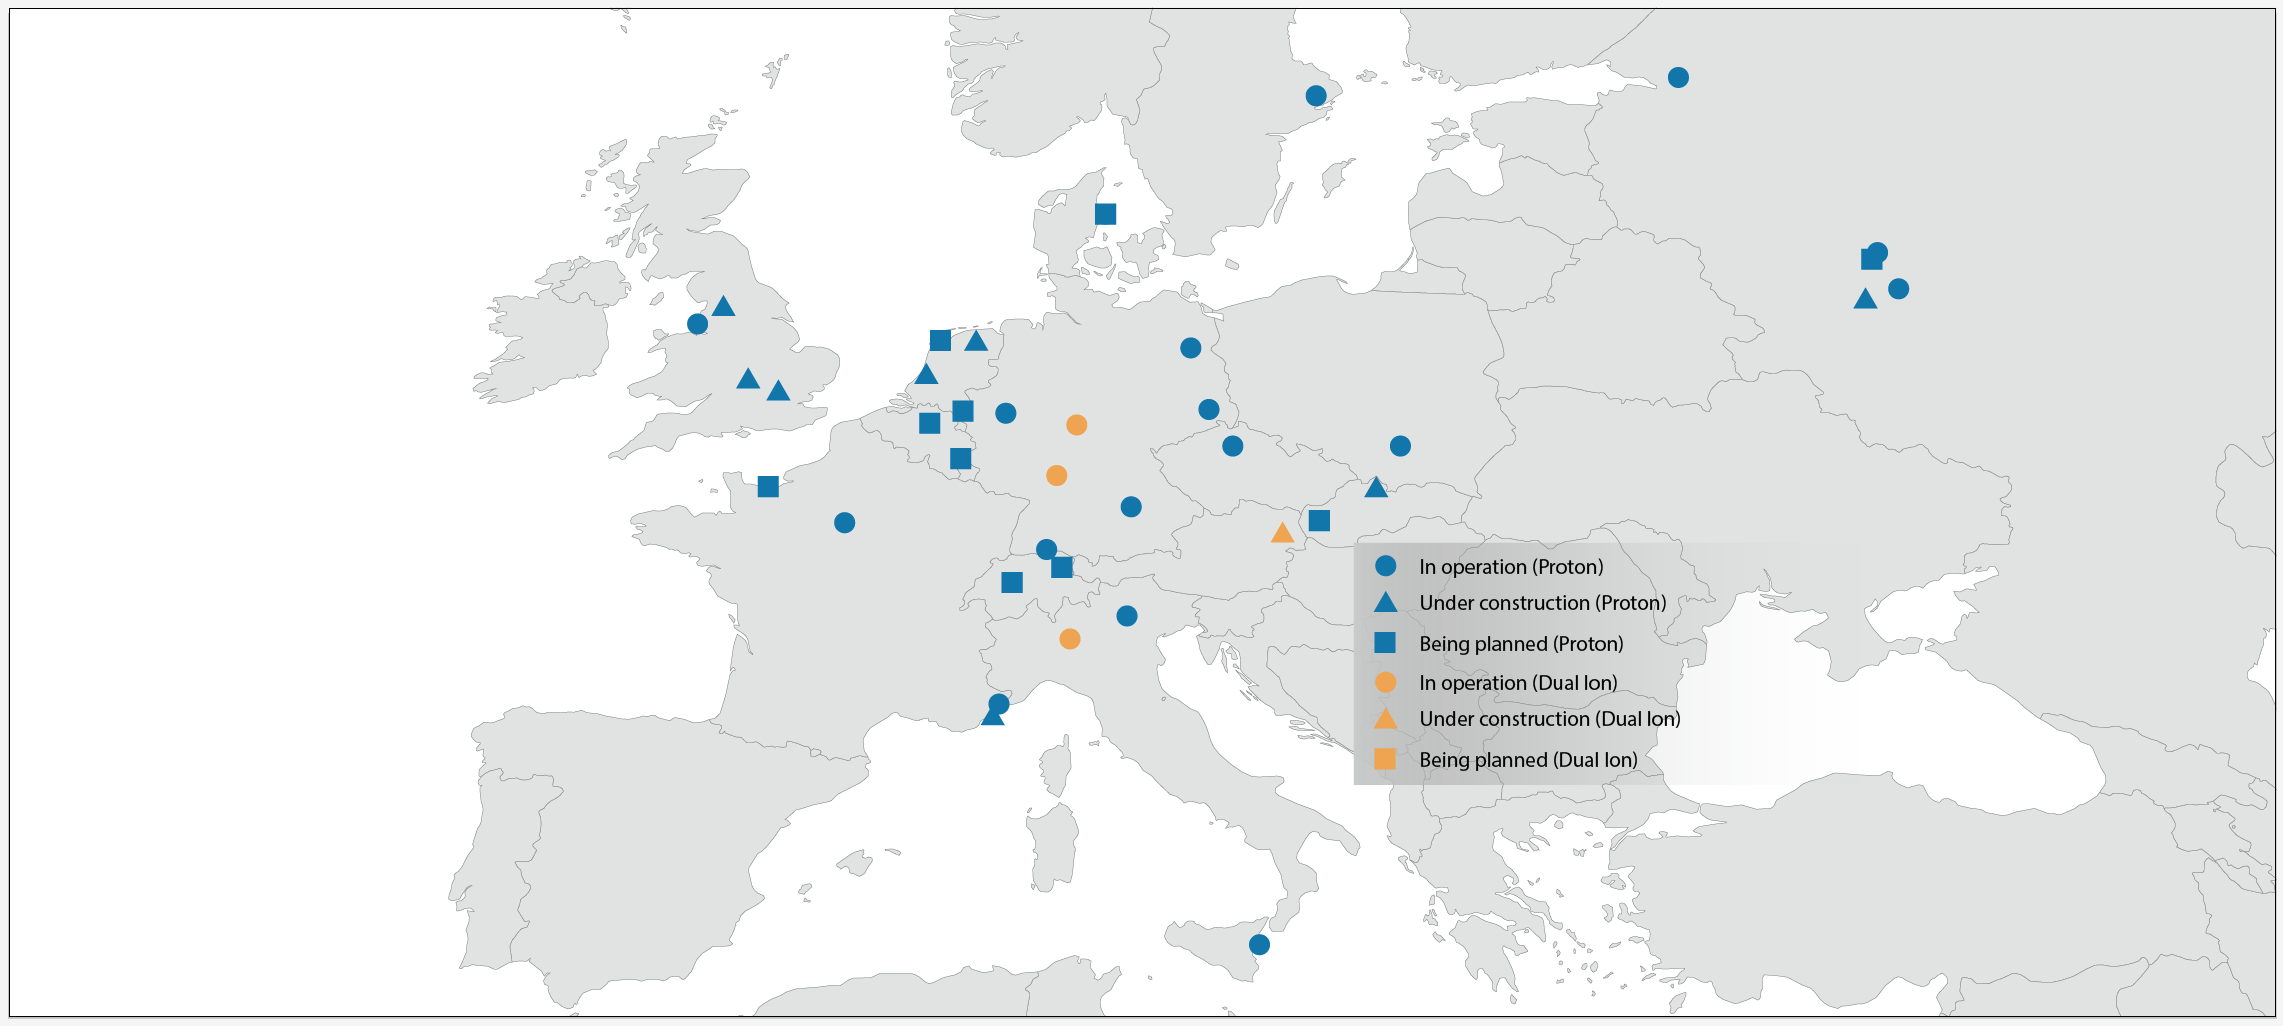 In operation (Proton)
Under construction (Proton)
Being planned (Proton)
In operation (Dual Ion)
Under construction (Dual Ion)
Being planned (Dual Ion)